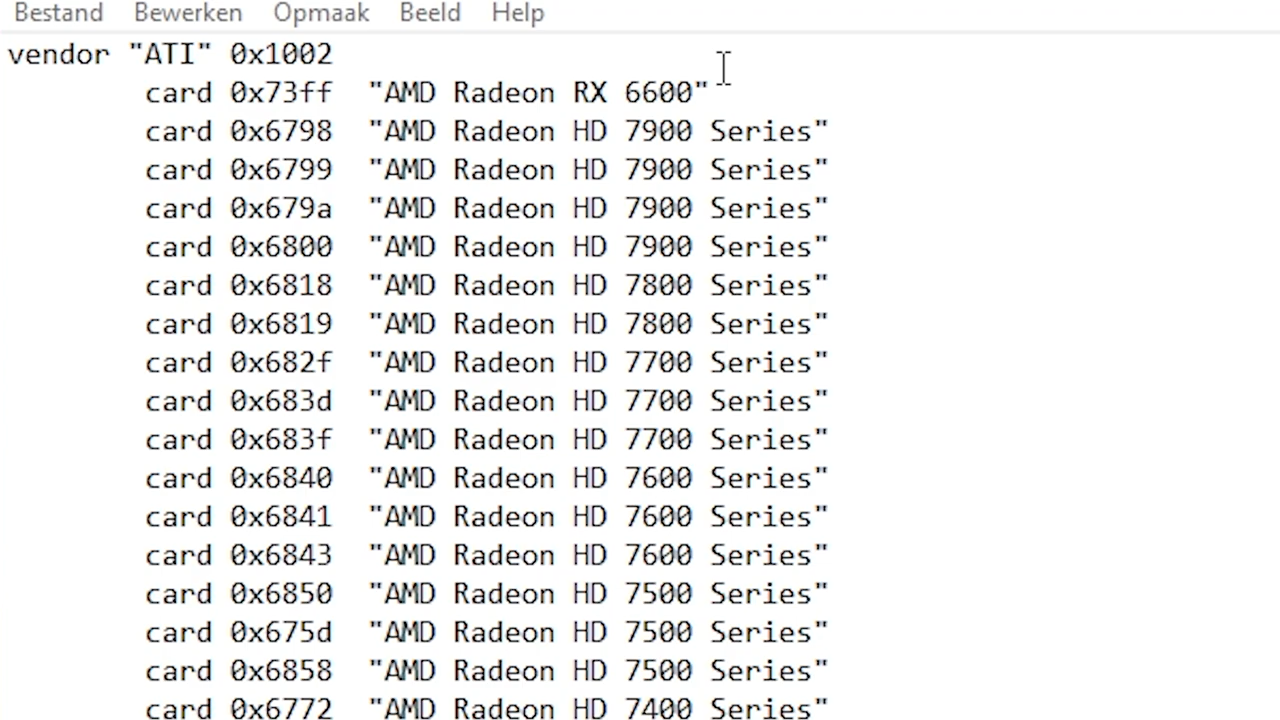 Bestand Bewerken Opmaak Beeld Help
vendor "ATI" 0x1002
card 0x73ff "AMD Radeon RX 6600"
card 0x6798 "AMD Radeon HD 7900 Series"
card 0x6799 "AMD Radeon HD 7900 Series"
card 0x679a "AMD Radeon HD 7900 Series"
card 0x6800 "AMD Radeon HD 7900 Series"
card 0x6818 "AMD Radeon HD 7800 Series"
card 0x6819 "AMD Radeon HD 7800 Series"
card 0x682f "AMD Radeon HD 7700 Series"
card 0x683d "AMD Radeon HD 7700 Series"
card 0x683f "AMD Radeon HD 7700 Series"
card 0x6840 "AMD Radeon HD 7600 Series"
card 0x6841 "AMD Radeon HD 7600 Series"
card 0x6843 "AMD Radeon HD 7600 Series"
card 0x6850 "AMD Radeon HD 7500 Series"
card 0x675d "AMD Radeon HD 7500 Series"
card 0x6858 "AMD Radeon HD 7500 Series"
card 0x6772 "AMD Radeon HD 7400 Series"